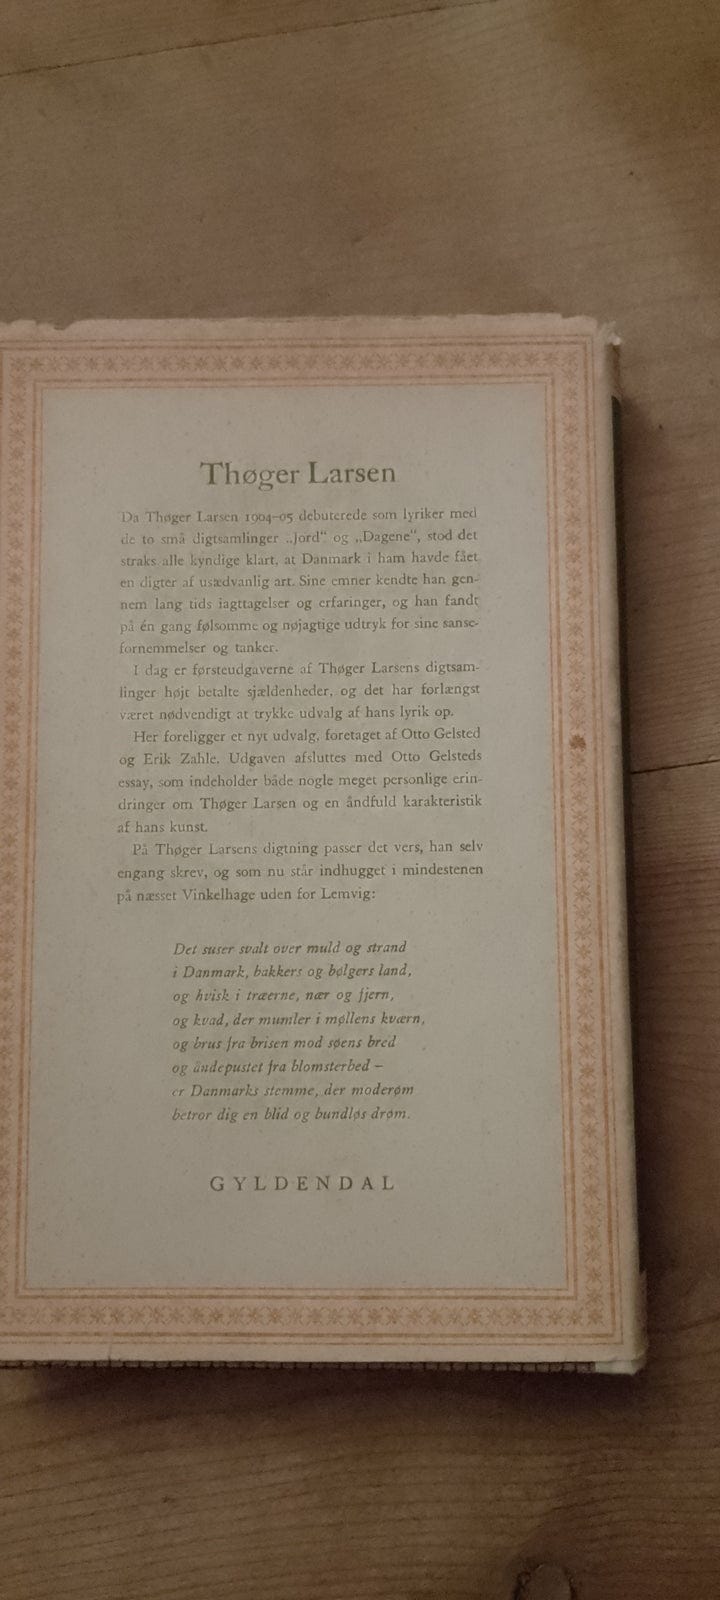 Thøger Larsen
Da Thøger Larsen 1904-05 debuterede som lyriker med
de to små digtsamlinger „Jord“ og „Dagene“, stod det
straks alle kyndige klart, at Danmark i ham havde fået
en digter af usædvanlig art. Sine emner kendte han gen-
nem lang tids iagttagelser og erfaringer, og han fandt
på én gang følsomme og nøjagtige udtryk for sine sanse-
fornemmelser og tanker.
I dag er førsteudgaverne af Thøger Larsens digtsam-
linger højt betalte sjældenheder, og det har forlængst
været nødvendigt at trykke udvalg af hans lyrik op.
Her foreligger et nyt udvalg, foretaget af Otto Gelsted
og Erik Zahle. Udgaven afsluttes med Otto Gelsteds
essay, som indeholder både nogle meget personlige erin-
dringer om Thøger Larsen og en åndfuld karakteristik
af hans kunst.
På Thøger Larsens digtning passer det vers, han selv
engang skrev, og som nu står indhugget i mindestenen
på næsset Vinkelhage uden for Lemvig:
Det suser svalt over muld og strand
i Danmark, bakkers og bølgers land,
og hvisk i træerne, nær og fjern,
og kvad, der mumler i møllens kværn,
og brus fra brisen mod søens bred
og åndepustet fra blomsterbed –
er Danmarks stemme, der moderøm
betror dig en blid og bundløs drøm.
GYLDENDAL